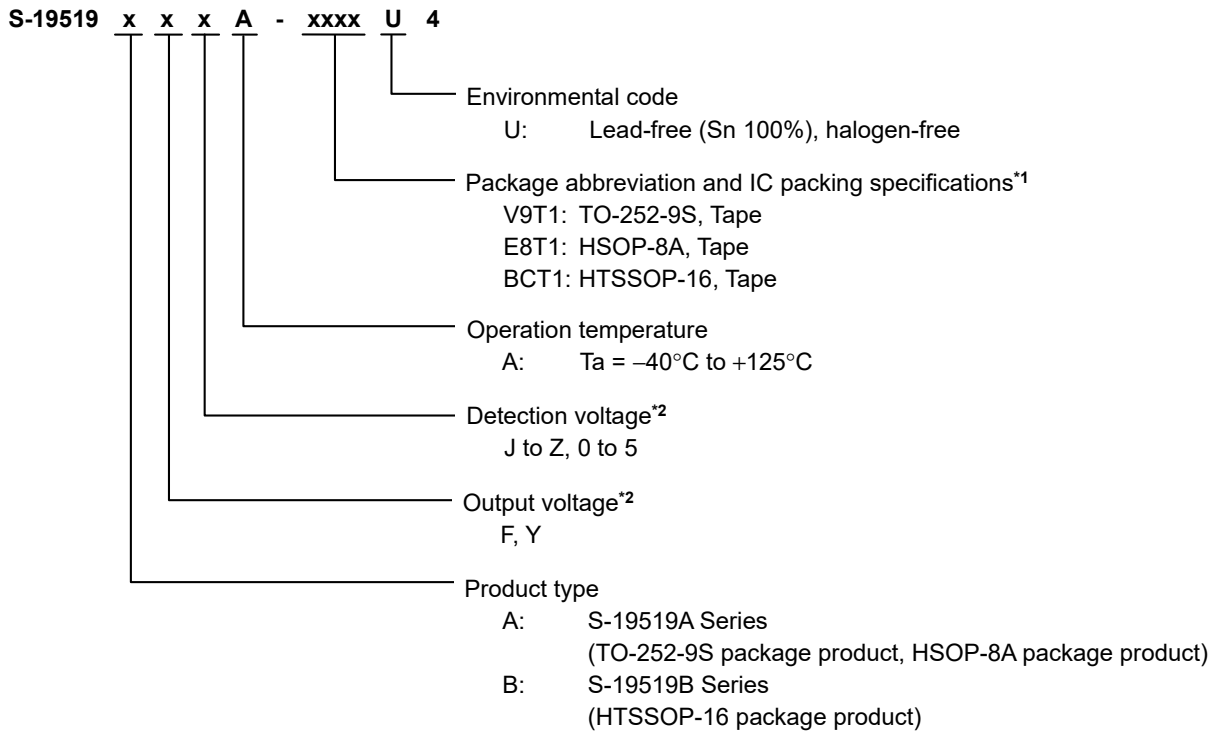 S-19519 x x x A - xxxx U 4
Environmental code
U: Lead-free (Sn 100%), halogen-free
Package abbreviation and IC packing specifications*1
V9T1: TO-252-9S, Tape
E8T1: HSOP-8A, Tape
BCT1: HTSSOP-16, Tape
Operation temperature
A: Ta = −40°C to +125°C
Detection voltage*2
J to Z, 0 to 5
Output voltage*2
F, Y
Product type
A: S-19519A Series
(TO-252-9S package product, HSOP-8A package product)
B: S-19519B Series
(HTSSOP-16 package product)